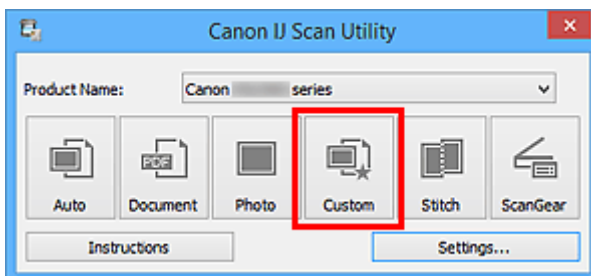 Canon IJ Scan Utility
Product Name: Canon series
PDF
Auto Document Photo Custom Stitch ScanGear
Instructions Settings...